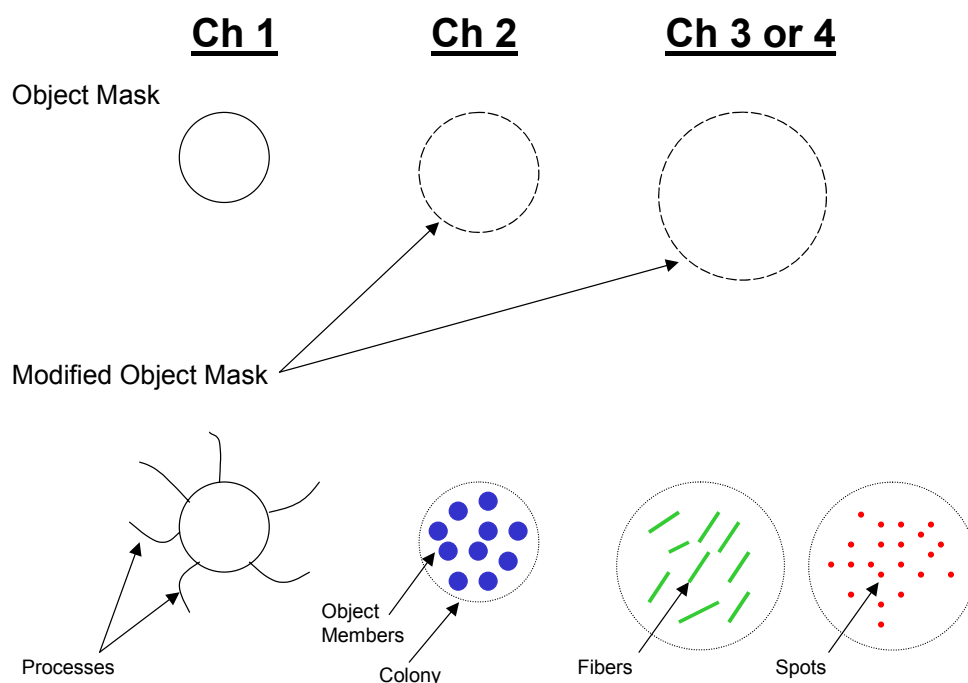 Ch 1
Ch 2
Ch 3 or 4
Object Mask
Modified Object Mask
Object
Members
Processes
Colony
Fibers
Spots